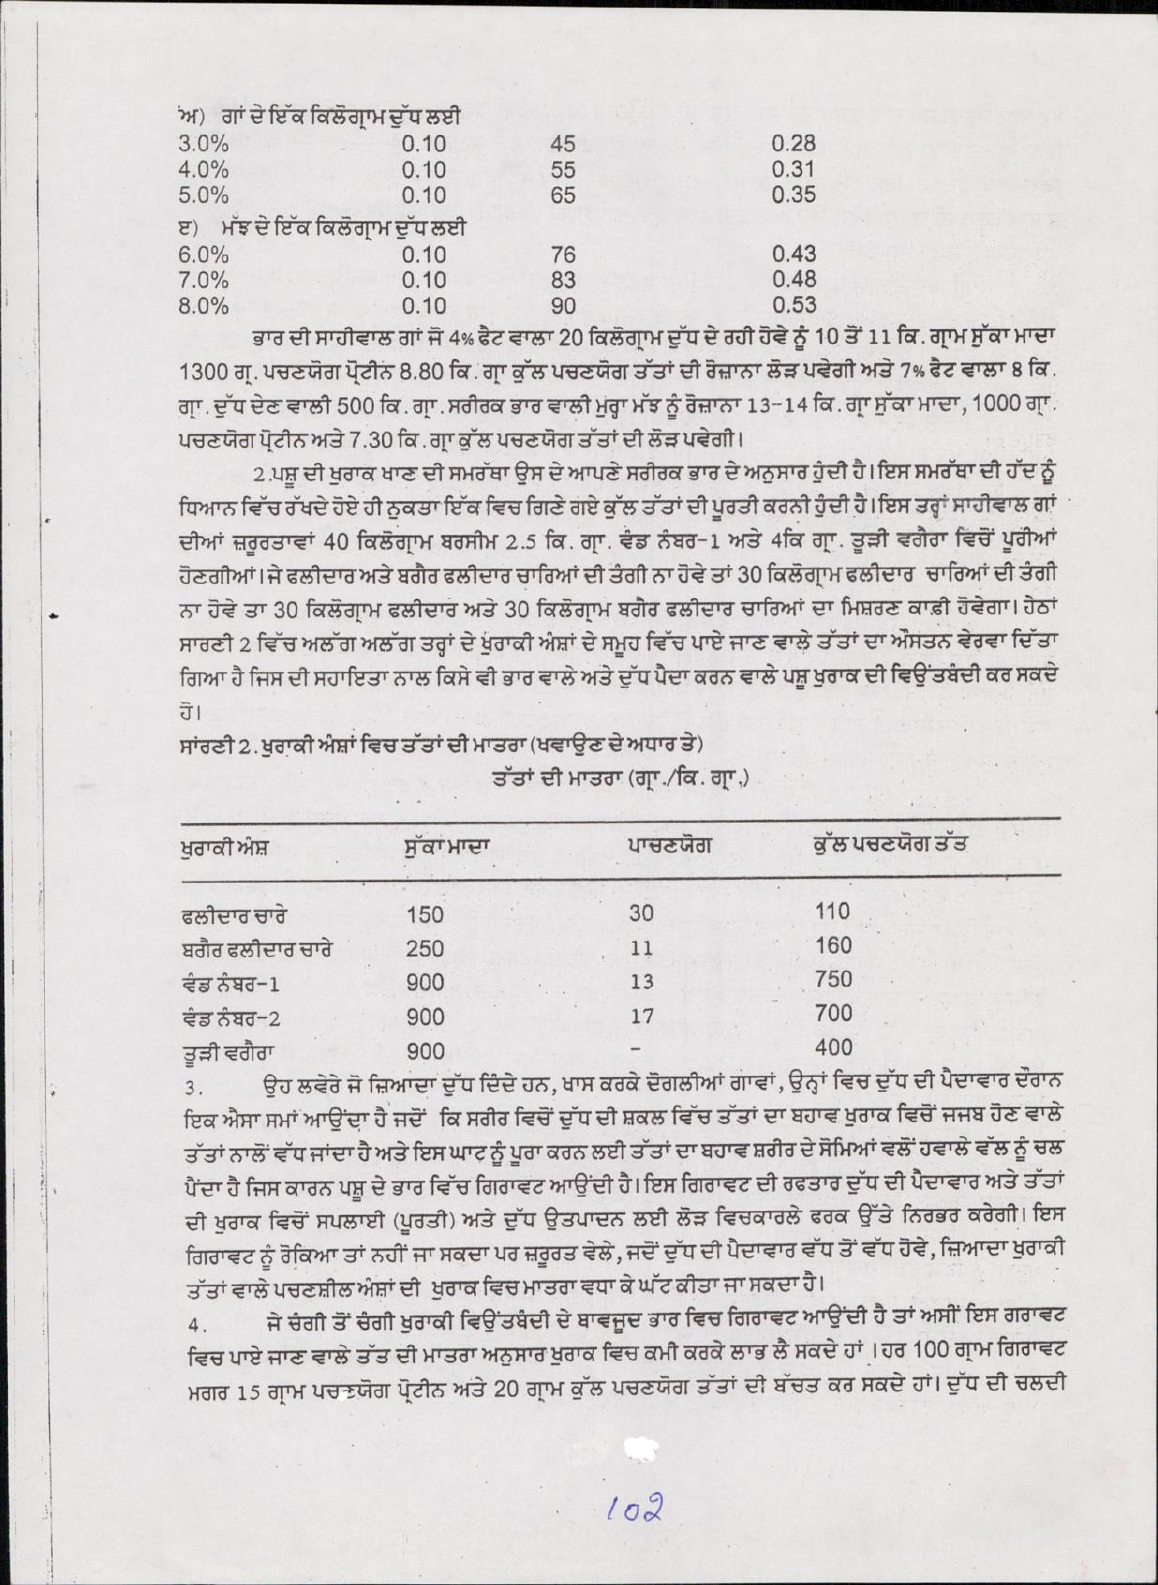 ਅ) ਗਾਂ ਦੇ ਇੱਕ ਕਿਲੋਗ੍ਰਾਮ ਦੁੱਧ ਲਈ
3.0% 0.10 45 0.28
4.0% 0.10 55 0.31
5.0% 0.10 65 0.35
ੲ) ਮੱਝ ਦੇ ਇੱਕ ਕਿਲੋਗ੍ਰਾਮ ਦੁੱਧ ਲਈ
6.0% 0.10 76 0.43
7.0% 0.10 83 0.48
8.0% 0.10 90 0.53
ਭਾਰ ਦੀ ਸਾਹੀਵਾਲ ਗਾਂ ਜੋ 4% ਫੈਟ ਵਾਲਾ 20 ਕਿਲੋਗ੍ਰਾਮ ਦੁੱਧ ਦੇ ਰਹੀ ਹੋਵੇ ਨੂੰ 10 ਤੋਂ 11 ਕਿ. ਗ੍ਰਾਮ ਸੁੱਕਾ ਮਾਦਾ
1300 ਗ੍ਰ. ਪਚਣਯੋਗ ਪ੍ਰੋਟੀਨ 8.80 ਕਿ. ਗ੍ਰਾ ਕੁੱਲ ਪਚਣਯੋਗ ਤੱਤਾਂ ਦੀ ਰੋਜ਼ਾਨਾ ਲੋੜ ਪਵੇਗੀ ਅਤੇ 7% ਫੈਟ ਵਾਲਾ 8 ਕਿ.
ਗ੍ਰਾ. ਦੁੱਧ ਦੇਣ ਵਾਲੀ 500 ਕਿ. ਗ੍ਰਾ. ਸਰੀਰਕ ਭਾਰ ਵਾਲੀ ਮੁਰ੍ਹਾ ਮੱਝ ਨੂੰ ਰੋਜ਼ਾਨਾ 13-14 ਕਿ. ਗ੍ਰਾ ਸੁੱਕਾ ਮਾਦਾ, 1000 ਗ੍ਰਾ.
ਪਚਣਯੋਗ ਪ੍ਰੋਟੀਨ ਅਤੇ 7.30 ਕਿ. ਗ੍ਰਾ ਕੁੱਲ ਪਚਣਯੋਗ ਤੱਤਾਂ ਦੀ ਲੋੜ ਪਵੇਗੀ।
2.ਪਸ਼ੂ ਦੀ ਖੁਰਾਕ ਖਾਣ ਦੀ ਸਮਰੱਥਾ ਉਸ ਦੇ ਆਪਣੇ ਸਰੀਰਕ ਭਾਰ ਦੇ ਅਨੁਸਾਰ ਹੁੰਦੀ ਹੈ। ਇਸ ਸਮਰੱਥਾ ਦੀ ਹੱਦ ਨੂੰ
ਧਿਆਨ ਵਿੱਚ ਰੱਖਦੇ ਹੋਏ ਹੀ ਨੁਕਤਾ ਇੱਕ ਵਿਚ ਗਿਣੇ ਗਏ ਕੁੱਲ ਤੱਤਾਂ ਦੀ ਪੂਰਤੀ ਕਰਨੀ ਹੁੰਦੀ ਹੈ। ਇਸ ਤਰ੍ਹਾਂ ਸਾਹੀਵਾਲ ਗਾਂ
ਦੀਆਂ ਜ਼ਰੂਰਤਾਵਾਂ 40 ਕਿਲੋਗ੍ਰਾਮ ਬਰਸੀਮ 2.5 ਕਿ. ਗ੍ਰਾ. ਵੰਡ ਨੰਬਰ-1 ਅਤੇ 4ਕਿ ਗ੍ਰਾ. ਤੂੜੀ ਵਗੈਰਾ ਵਿਚੋਂ ਪੂਰੀਆਂ
ਹੋਣਗੀਆਂ। ਜੇ ਫਲੀਦਾਰ ਅਤੇ ਬਗੈਰ ਫਲੀਦਾਰ ਚਾਰਿਆਂ ਦੀ ਤੰਗੀ ਨਾ ਹੋਵੇ ਤਾਂ 30 ਕਿਲੋਗ੍ਰਾਮ ਫਲੀਦਾਰ ਚਾਰਿਆਂ ਦੀ ਤੰਗੀ
ਨਾ ਹੋਵੇ ਤਾ 30 ਕਿਲੋਗ੍ਰਾਮ ਫਲੀਦਾਰ ਅਤੇ 30 ਕਿਲੋਗ੍ਰਾਮ ਬਗੈਰ ਫਲੀਦਾਰ ਚਾਰਿਆਂ ਦਾ ਮਿਸ਼ਰਣ ਕਾਫ਼ੀ ਹੋਵੇਗਾ। ਹੇਠਾਂ
ਸਾਰਣੀ 2 ਵਿੱਚ ਅਲੱਗ ਅਲੱਗ ਤਰ੍ਹਾਂ ਦੇ ਖੁਰਾਕੀ ਅੰਸ਼ਾਂ ਦੇ ਸਮੂਹ ਵਿੱਚ ਪਾਏ ਜਾਣ ਵਾਲੇ ਤੱਤਾਂ ਦਾ ਔਸਤਨ ਵੇਰਵਾ ਦਿੱਤਾ
ਗਿਆ ਹੈ ਜਿਸ ਦੀ ਸਹਾਇਤਾ ਨਾਲ ਕਿਸੇ ਵੀ ਭਾਰ ਵਾਲੇ ਅਤੇ ਦੁੱਧ ਪੈਦਾ ਕਰਨ ਵਾਲੇ ਪਸ਼ੂ ਖੁਰਾਕ ਦੀ ਵਿਉਂਤਬੰਦੀ ਕਰ ਸਕਦੇ
ਹੋ।
ਸਾਂਰਣੀ 2. ਖੁਰਾਕੀ ਅੰਸ਼ਾਂ ਵਿਚ ਤੱਤਾਂ ਦੀ ਮਾਤਰਾ (ਖਵਾਉਣ ਦੇ ਅਧਾਰ ਤੇ)
ਤੱਤਾਂ ਦੀ ਮਾਤਰਾ (ਗ੍ਰਾ./ਕਿ. ਗ੍ਰਾ.)
ਖੁਰਾਕੀ ਅੰਸ਼ ਸੁੱਕਾ ਮਾਦਾ ਪਾਚਣਯੋਗ ਕੁੱਲ ਪਚਣਯੋਗ ਤੱਤ
ਫਲੀਦਾਰ ਚਾਰੇ 150 30 110
ਬਗੈਰ ਫਲੀਦਾਰ ਚਾਰੇ 250 11 160
ਵੰਡ ਨੰਬਰ-1 900 13 750
ਵੰਡ ਨੰਬਰ-2 900 17 700
ਤੂੜੀ ਵਗੈਰਾ 900 - 400
3. ਉਹ ਲਵੇਰੇ ਜੋ ਜ਼ਿਆਦਾ ਦੁੱਧ ਦਿੰਦੇ ਹਨ, ਖਾਸ ਕਰਕੇ ਦੋਗਲੀਆਂ ਗਾਵਾਂ, ਉਨ੍ਹਾਂ ਵਿਚ ਦੁੱਧ ਦੀ ਪੈਦਾਵਾਰ ਦੌਰਾਨ
ਇਕ ਐਸਾ ਸਮਾਂ ਆਉਂਦਾ ਹੈ ਜਦੋਂ ਕਿ ਸਰੀਰ ਵਿਚੋਂ ਦੁੱਧ ਦੀ ਸ਼ਕਲ ਵਿੱਚ ਤੱਤਾਂ ਦਾ ਬਹਾਵ ਖੁਰਾਕ ਵਿਚੋਂ ਜਜਬ ਹੋਣ ਵਾਲੇ
ਤੱਤਾਂ ਨਾਲੋਂ ਵੱਧ ਜਾਂਦਾ ਹੈ ਅਤੇ ਇਸ ਘਾਟ ਨੂੰ ਪੂਰਾ ਕਰਨ ਲਈ ਤੱਤਾਂ ਦਾ ਬਹਾਵ ਸ਼ਰੀਰ ਦੇ ਸੋਮਿਆਂ ਵਲੋਂ ਹਵਾਲੇ ਵੱਲ ਨੂੰ ਚਲ
ਪੈਂਦਾ ਹੈ ਜਿਸ ਕਾਰਨ ਪਸ਼ੂ ਦੇ ਭਾਰ ਵਿੱਚ ਗਿਰਾਵਟ ਆਉਂਦੀ ਹੈ। ਇਸ ਗਿਰਾਵਟ ਦੀ ਰਫਤਾਰ ਦੁੱਧ ਦੀ ਪੈਦਾਵਾਰ ਅਤੇ ਤੱਤਾਂ
ਦੀ ਖੁਰਾਕ ਵਿਚੋਂ ਸਪਲਾਈ (ਪੂਰਤੀ) ਅਤੇ ਦੁੱਧ ਉਤਪਾਦਨ ਲਈ ਲੋੜ ਵਿਚਕਾਰਲੇ ਫਰਕ ਉੱਤੇ ਨਿਰਭਰ ਕਰੇਗੀ। ਇਸ
ਗਿਰਾਵਟ ਨੂੰ ਰੋਕਿਆ ਤਾਂ ਨਹੀਂ ਜਾ ਸਕਦਾ ਪਰ ਜ਼ਰੂਰਤ ਵੇਲੇ, ਜਦੋਂ ਦੁੱਧ ਦੀ ਪੈਦਾਵਾਰ ਵੱਧ ਤੋਂ ਵੱਧ ਹੋਵੇ, ਜ਼ਿਆਦਾ ਖੁਰਾਕੀ
ਤੱਤਾਂ ਵਾਲੇ ਪਚਣਸ਼ੀਲ ਅੰਸ਼ਾਂ ਦੀ ਖੁਰਾਕ ਵਿਚ ਮਾਤਰਾ ਵਧਾ ਕੇ ਘੱਟ ਕੀਤਾ ਜਾ ਸਕਦਾ ਹੈ।
4. ਜੇ ਚੰਗੀ ਤੋਂ ਚੰਗੀ ਖੁਰਾਕੀ ਵਿਉਂਤਬੰਦੀ ਦੇ ਬਾਵਜੂਦ ਭਾਰ ਵਿਚ ਗਿਰਾਵਟ ਆਉਂਦੀ ਹੈ ਤਾਂ ਅਸੀਂ ਇਸ ਗਰਾਵਟ
ਵਿਚ ਪਾਏ ਜਾਣ ਵਾਲੇ ਤੱਤ ਦੀ ਮਾਤਰਾ ਅਨੁਸਾਰ ਖੁਰਾਕ ਵਿਚ ਕਮੀ ਕਰਕੇ ਲਾਭ ਲੈ ਸਕਦੇ ਹਾਂ । ਹਰ 100 ਗ੍ਰਾਮ ਗਿਰਾਵਟ
ਮਗਰ 15 ਗ੍ਰਾਮ ਪਚਣਯੋਗ ਪ੍ਰੋਟੀਨ ਅਤੇ 20 ਗ੍ਰਾਮ ਕੁੱਲ ਪਚਣਯੋਗ ਤੱਤਾਂ ਦੀ ਬੱਚਤ ਕਰ ਸਕਦੇ ਹਾਂ। ਦੁੱਧ ਦੀ ਚਲਦੀ
102